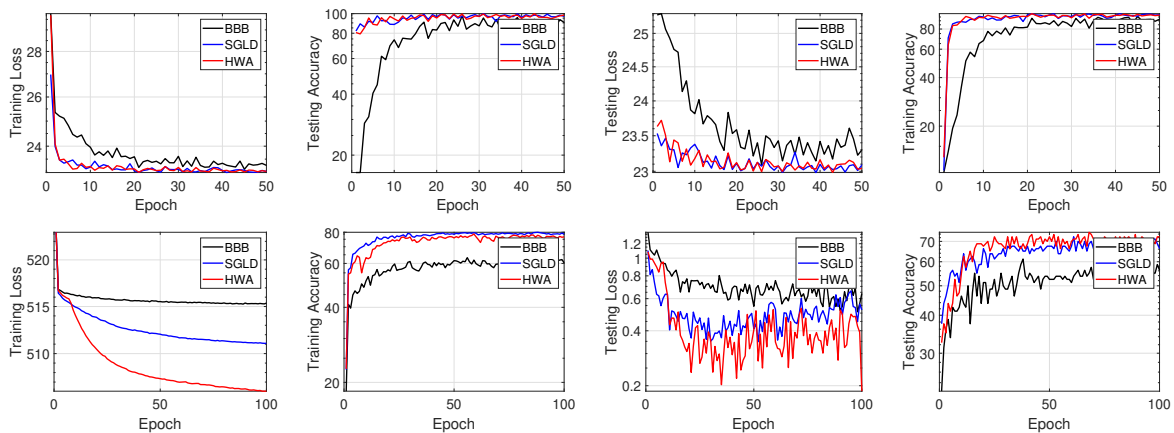 Training Loss
28
26
24
0 10 20 30 40 50
Epoch
BBB
SGLD
HWA
Testing Accuracy
100
80
60
40
20
0 10 20 30 40 50
Epoch
BBB
SGLD
HWA
Testing Loss
25
24.5
24
23.5
23
0 10 20 30 40 50
Epoch
BBB
SGLD
HWA
Training Accuracy
80
60
40
20
0 10 20 30 40 50
Epoch
BBB
SGLD
HWA
Training Loss
520
515
510
0 50 100
Epoch
BBB
SGLD
HWA
Training Accuracy
80
60
40
20
0 50 100
Epoch
BBB
SGLD
HWA
Testing Loss
1.2
0.8
0.6
0.4
0.2
0 50 100
Epoch
BBB
SGLD
HWA
Testing Accuracy
70
60
50
40
30
0 50 100
Epoch
BBB
SGLD
HWA